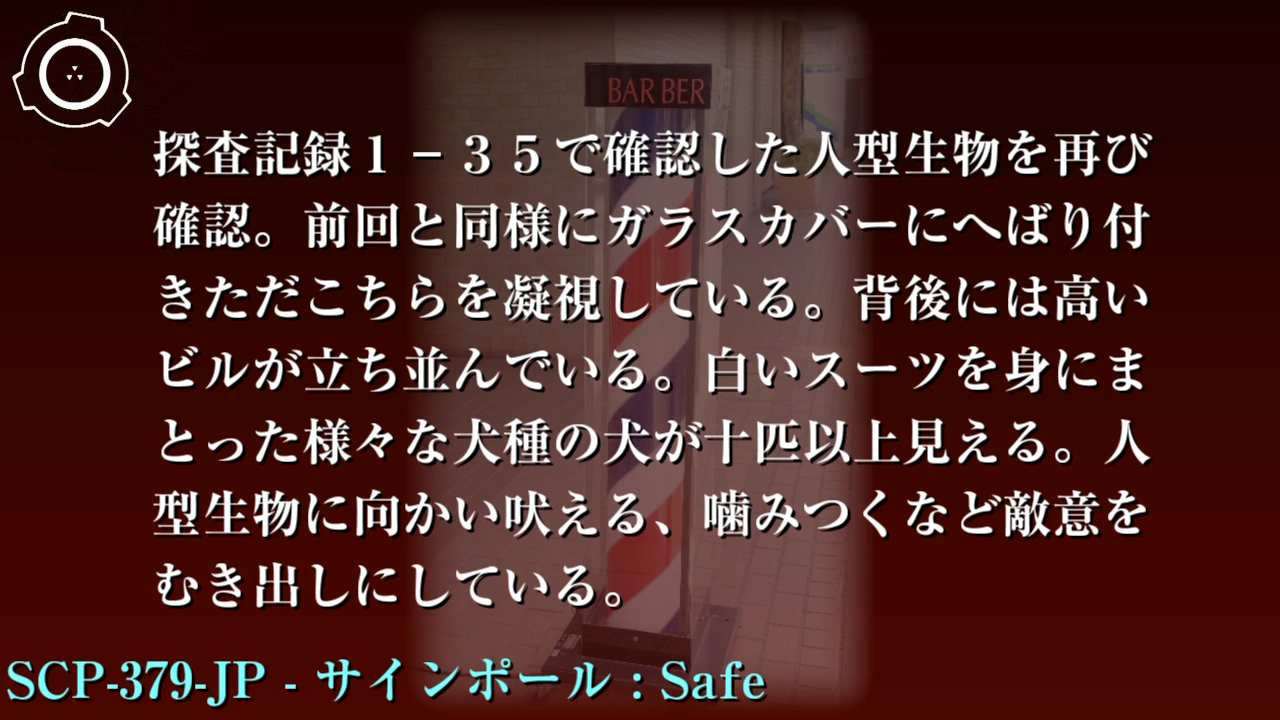 BARBER
探査記録１－３５で確認した人型生物を再び
確認。前回と同様にガラスカバーにへばり付
きただこちらを凝視している。背後には高い
ビルが立ち並んでいる。白いスーツを身にま
とった様々な犬種の犬が十匹以上見える。人
型生物に向かい吠える、噛みつくなど敵意を
むき出しにしている。
SCP-379-JP - サインポール : Safe